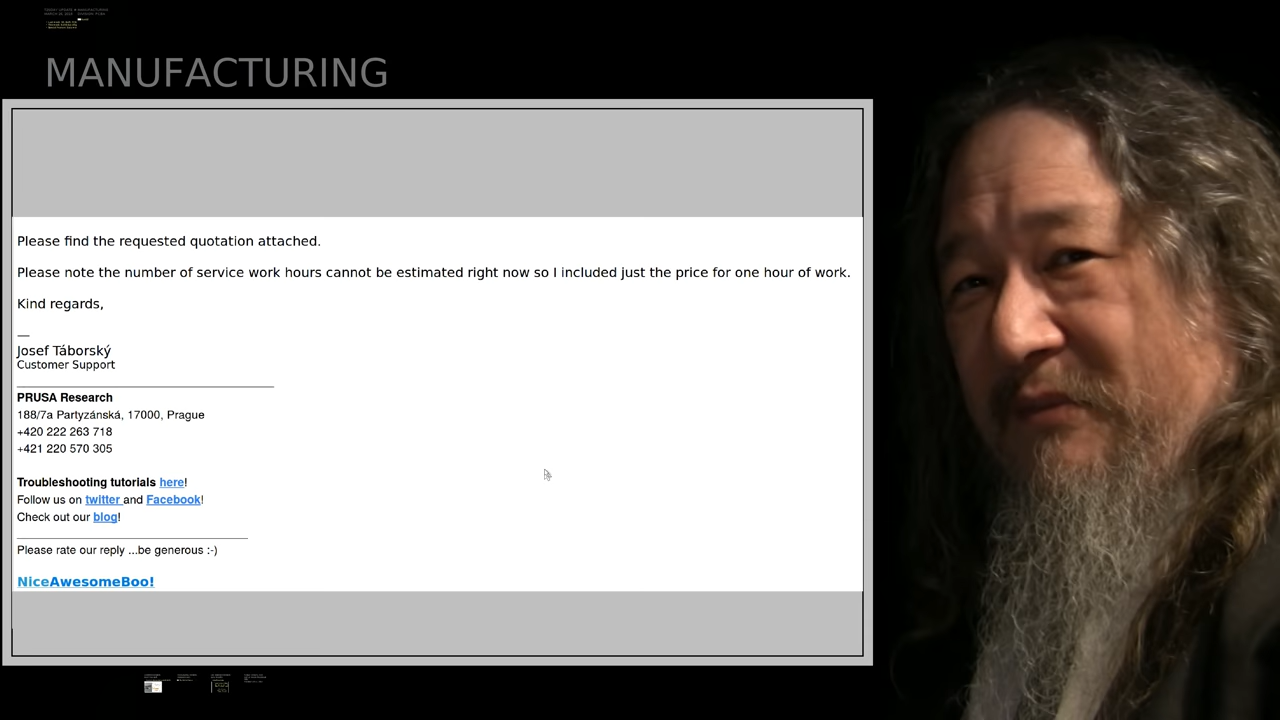 MANUFACTURING
Please find the requested quotation attached.
Please note the number of service work hours cannot be estimated right now so I included just the price for one hour of work.
Kind regards,
—
Josef Táborský
Customer Support
PRUSA Research
188/7a Partyzánská, 17000, Prague
+420 222 263 718
+421 220 570 305
Troubleshooting tutorials here!
Follow us on twitter and Facebook!
Check out our blog!
Please rate our reply ...be generous :-)
NiceAwesomeBoo!